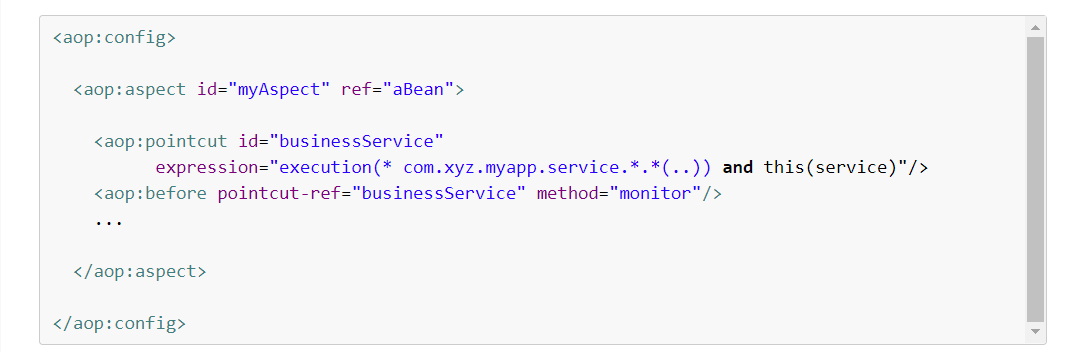 <aop:config>
<aop:aspect id="myAspect" ref="aBean">
<aop:pointcut id="businessService"
expression="execution(* com.xyz.myapp.service.*.*(..)) and this(service)"/>
<aop:before pointcut-ref="businessService" method="monitor"/>
...
</aop:aspect>
</aop:config>